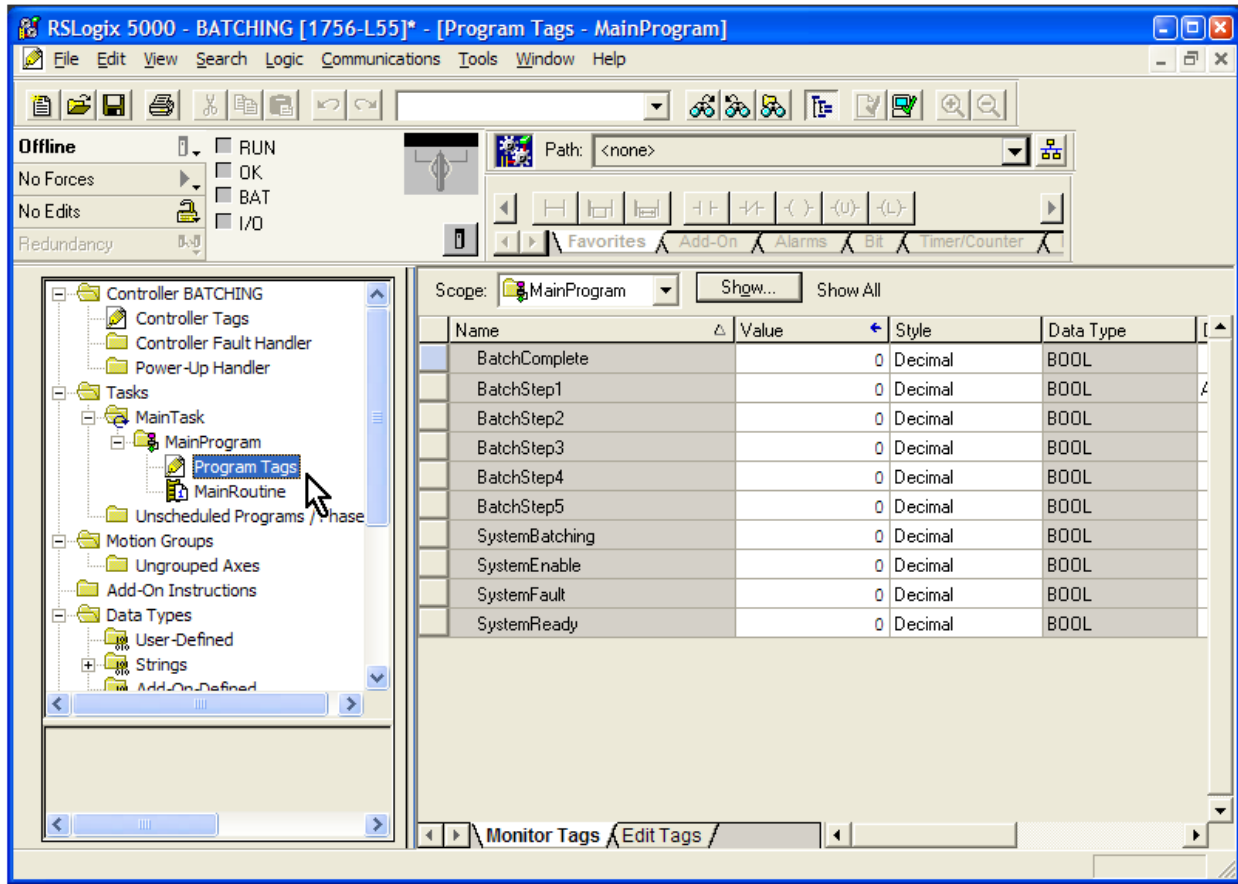 RSLogix 5000 - BATCHING [1756-L55]* - [Program Tags - MainProgram]
File Edit View Search Logic Communications Tools Window Help
Offline
RUN
No Forces
OK
No Edits
BAT
Redundancy
I/O
Path: <none>
Favorites Add-On Alarms Bit Timer/Counter
Controller BATCHING
Controller Tags
Controller Fault Handler
Power-Up Handler
Tasks
MainTask
MainProgram
Program Tags
MainRoutine
Unscheduled Programs / Phase
Motion Groups
Ungrouped Axes
Add-On Instructions
Data Types
User-Defined
Strings
Add-On-Defined
Scope: MainProgram Show... Show All
Name Value Style Data Type
BatchComplete 0 Decimal BOOL
BatchStep1 0 Decimal BOOL
BatchStep2 0 Decimal BOOL
BatchStep3 0 Decimal BOOL
BatchStep4 0 Decimal BOOL
BatchStep5 0 Decimal BOOL
SystemBatching 0 Decimal BOOL
SystemEnable 0 Decimal BOOL
SystemFault 0 Decimal BOOL
SystemReady 0 Decimal BOOL
Monitor Tags Edit Tags